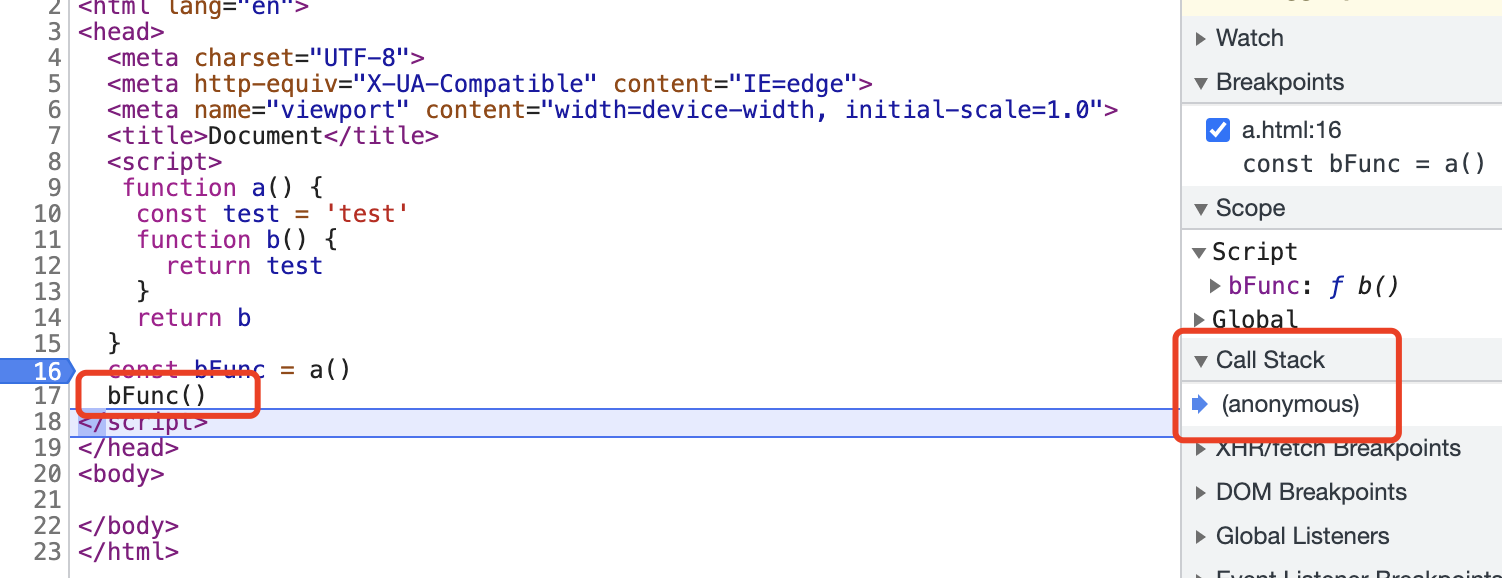 2 <html lang="en">
3 <head>
4 <meta charset="UTF-8">
5 <meta http-equiv="X-UA-Compatible" content="IE=edge">
6 <meta name="viewport" content="width=device-width, initial-scale=1.0">
7 <title>Document</title>
8 <script>
9 function a() {
10 const test = 'test'
11 function b() {
12 return test
13 }
14 return b
15 }
16 const bFunc = a()
17 bFunc()
18 </script>
19 </head>
20 <body>
21
22 </body>
23 </html>
Watch
Breakpoints
a.html:16
const bFunc = a()
Scope
Script
bFunc: ƒ b()
Global
Call Stack
(anonymous)
XHR/fetch Breakpoints
DOM Breakpoints
Global Listeners
Event Listener Breakpoints